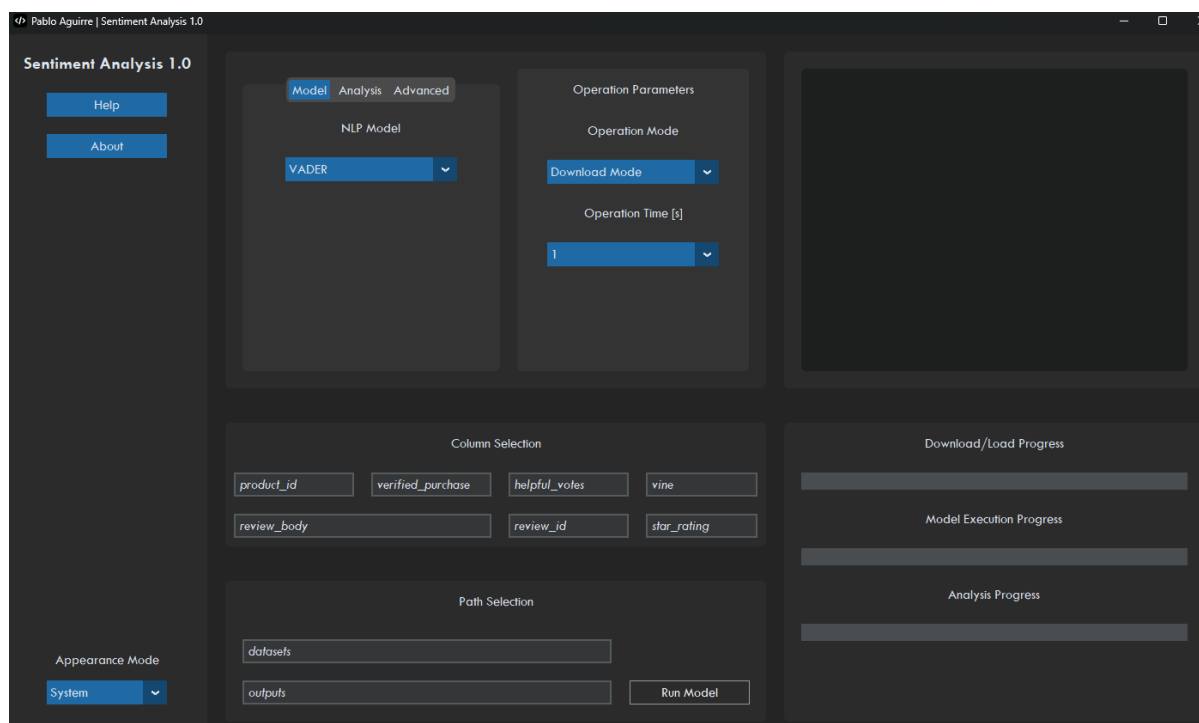 Pablo Aguirre | Sentiment Analysis 1.0
Sentiment Analysis 1.0
Help
About
Appearance Mode
System
Model Analysis Advanced
NLP Model
VADER
Operation Parameters
Operation Mode
Download Mode
Operation Time [s]
1
Column Selection
product_id verified_purchase helpful_votes vine
review_body review_id star_rating
Path Selection
datasets
outputs
Run Model
Download/Load Progress
Model Execution Progress
Analysis Progress